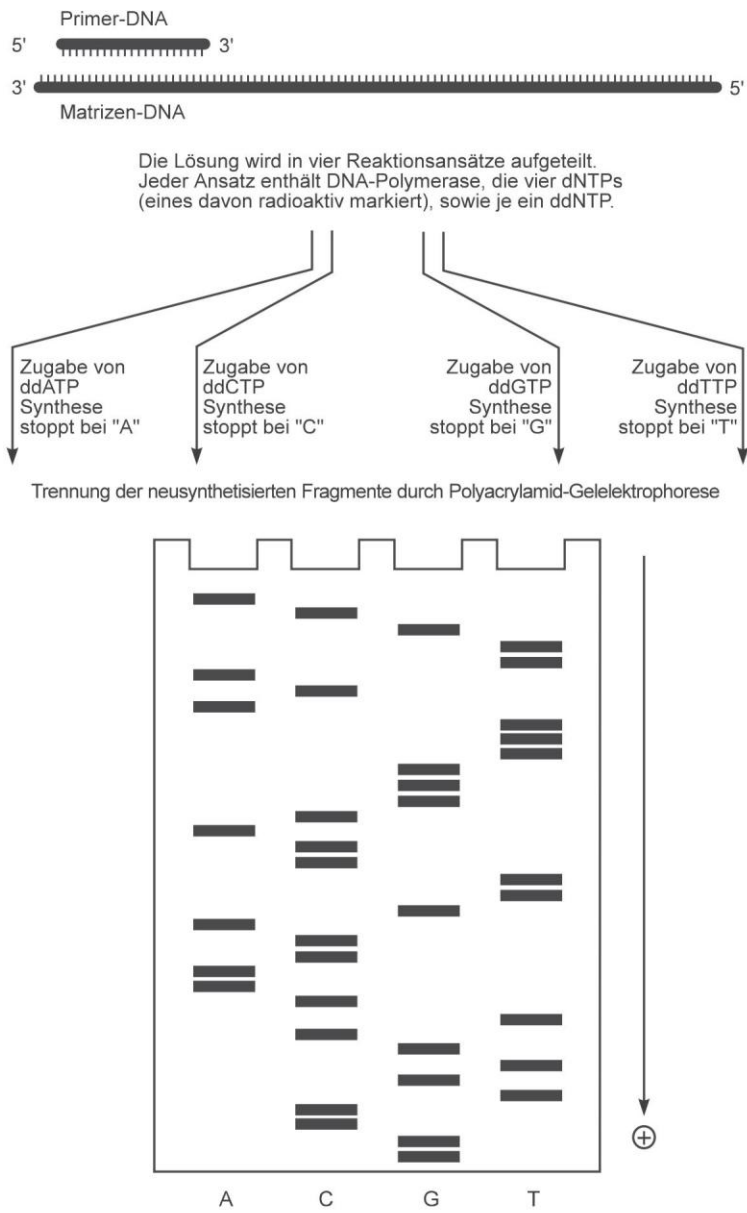 Primer-DNA
5' 3'
3' 5'
Matrizen-DNA
Die Lösung wird in vier Reaktionsansätze aufgeteilt.
Jeder Ansatz enthält DNA-Polymerase, die vier dNTPs
(eines davon radioaktiv markiert), sowie je ein ddNTP.
Zugabe von
ddATP
Synthese
stoppt bei "A"
Zugabe von
ddCTP
Synthese
stoppt bei "C"
Zugabe von
ddGTP
Synthese
stoppt bei "G"
Zugabe von
ddTTP
Synthese
stoppt bei "T"
Trennung der neusynthetisierten Fragmente durch Polyacrylamid-Gelelektrophorese
+
A C G T